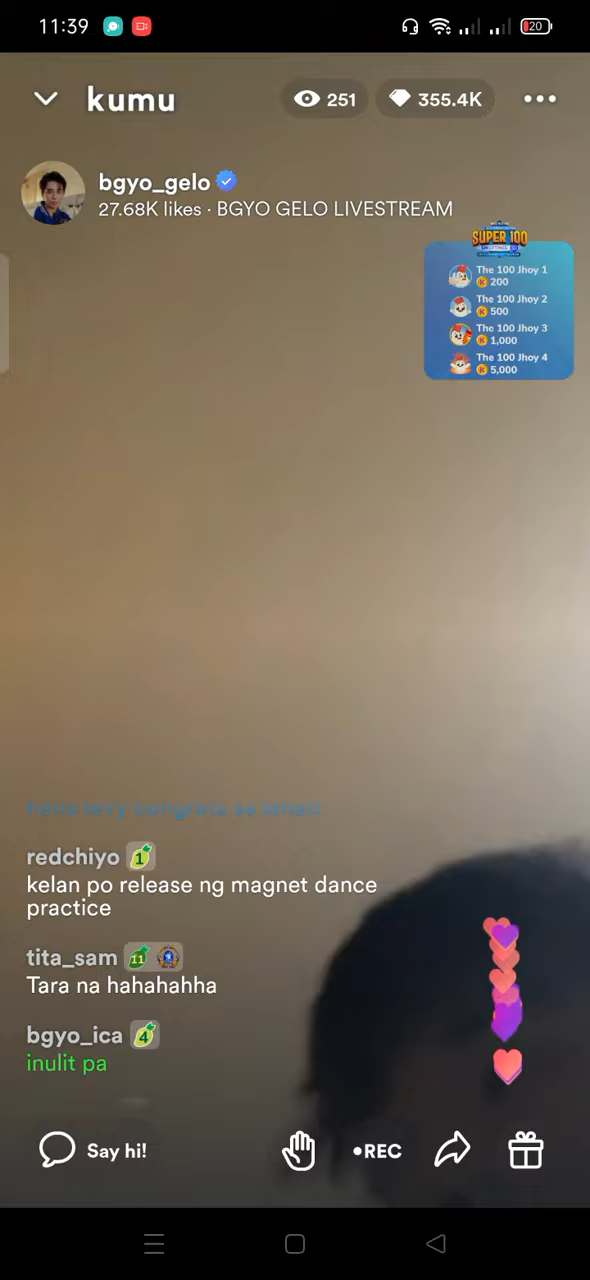 11:39
20
kumu
251
355.4K
bgyo_gelo
27.68K likes · BGYO GELO LIVESTREAM
SUPER 100
The 100 Jhoy 1
200
The 100 Jhoy 2
500
The 100 Jhoy 3
1,000
The 100 Jhoy 4
5,000
congrats sa lahat!
redchiyo 1
kelan po release ng magnet dance
practice
tita_sam 11
Tara na hahahahha
bgyo_ica 4
inulit pa
Say hi!
•REC